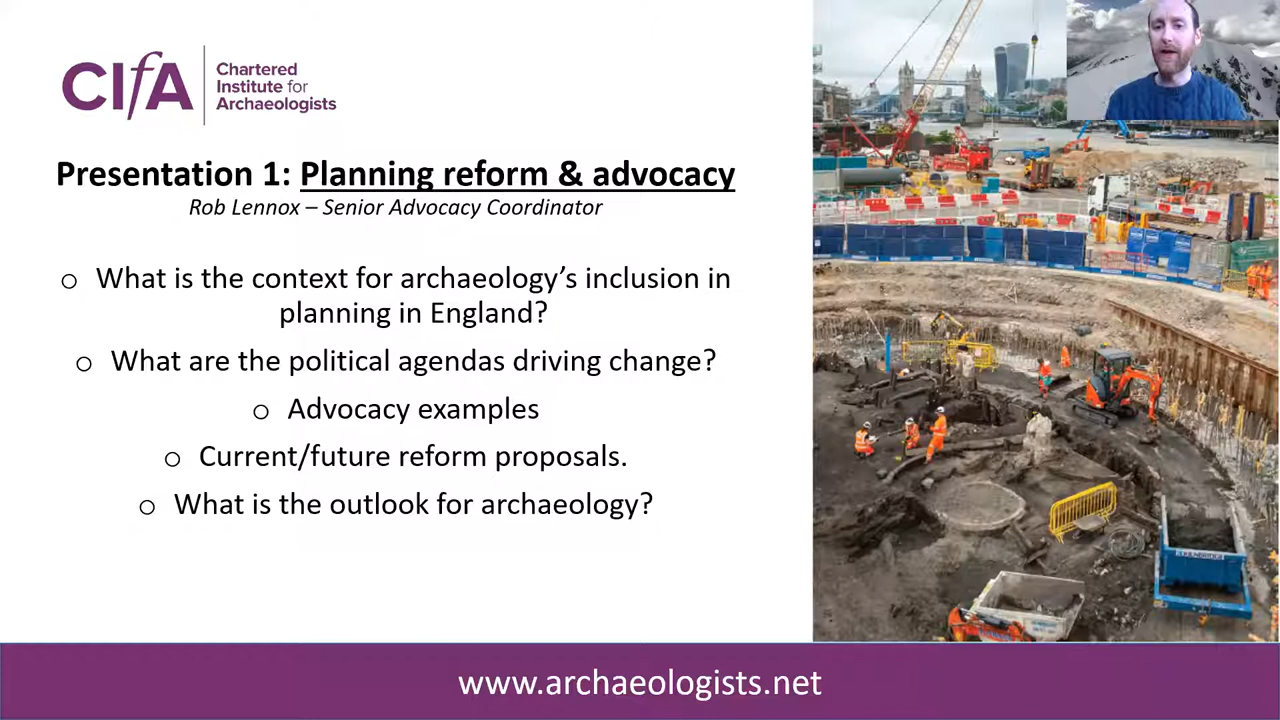 CIfA
Chartered
Institute for
Archaeologists
Presentation 1: Planning reform & advocacy
Rob Lennox – Senior Advocacy Coordinator
o What is the context for archaeology’s inclusion in
planning in England?
o What are the political agendas driving change?
o Advocacy examples
o Current/future reform proposals.
o What is the outlook for archaeology?
www.archaeologists.net